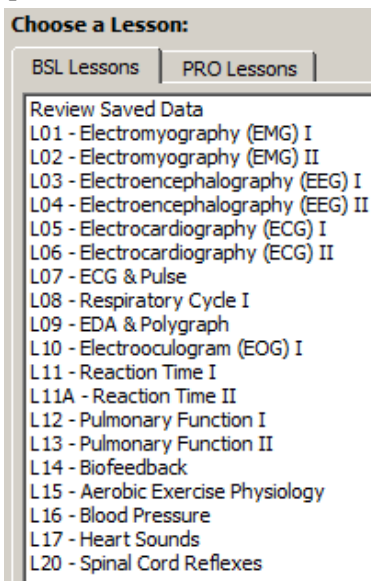 Choose a Lesson:
BSL Lessons PRO Lessons
Review Saved Data
L01 - Electromyography (EMG) I
L02 - Electromyography (EMG) II
L03 - Electroencephalography (EEG) I
L04 - Electroencephalography (EEG) II
L05 - Electrocardiography (ECG) I
L06 - Electrocardiography (ECG) II
L07 - ECG & Pulse
L08 - Respiratory Cycle I
L09 - EDA & Polygraph
L10 - Electrooculogram (EOG) I
L11 - Reaction Time I
L11A - Reaction Time II
L12 - Pulmonary Function I
L13 - Pulmonary Function II
L14 - Biofeedback
L15 - Aerobic Exercise Physiology
L16 - Blood Pressure
L17 - Heart Sounds
L20 - Spinal Cord Reflexes